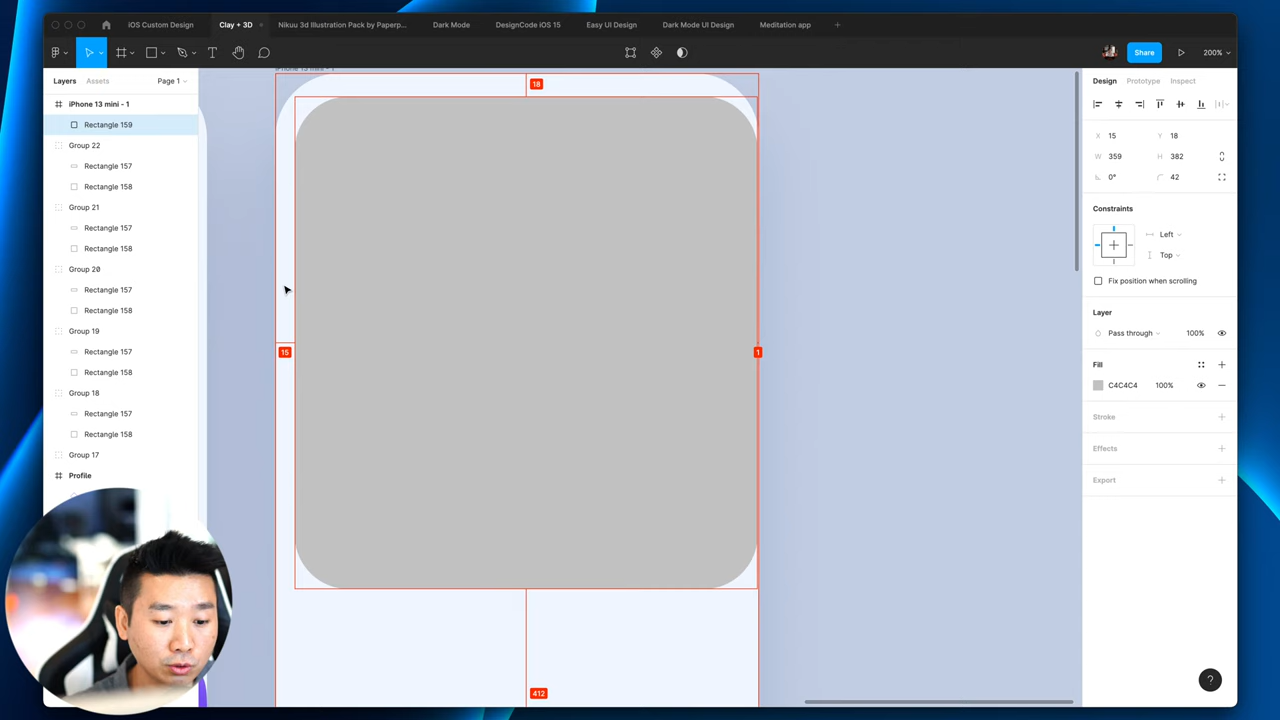 iOS Custom Design
Clay + 3D
Nikuu 3d Illustration Pack by Paperp...
Dark Mode
DesignCode iOS 15
Easy UI Design
Dark Mode UI Design
Meditation app
Share
200%
Layers
Assets
Page 1
iPhone 13 mini - 1
Rectangle 159
Group 22
Rectangle 157
Rectangle 158
Group 21
Rectangle 157
Rectangle 158
Group 20
Rectangle 157
Rectangle 158
Group 19
Rectangle 157
Rectangle 158
Group 18
Rectangle 157
Rectangle 158
Group 17
Profile
18
15
1
412
Design
Prototype
Inspect
X 15
Y 18
W 359
H 382
0°
42
Constraints
Left
Top
Fix position when scrolling
Layer
Pass through
100%
Fill
C4C4C4
100%
Stroke
Effects
Export
?